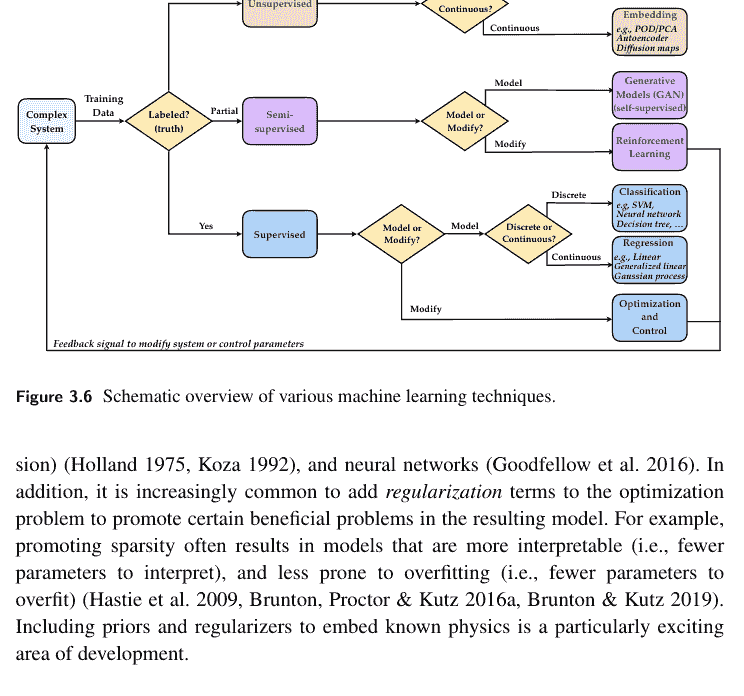 Unsupervised
Continuous?
Continuous
Embedding
e.g., POD/PCA
Autoencoder
Diffusion maps
Complex
System
Training
Data
Labeled?
(truth)
Partial
Semi-
supervised
Model or
Modify?
Model
Generative
Models (GAN)
(self-supervised)
Modify
Reinforcement
Learning
Yes
Supervised
Model or
Modify?
Model
Discrete or
Continuous?
Discrete
Classification
e.g, SVM,
Neural network
Decision tree, ...
Continuous
Regression
e.g., Linear
Generalized linear
Gaussian process
Modify
Optimization
and
Control
Feedback signal to modify system or control parameters
Figure 3.6 Schematic overview of various machine learning techniques.
sion) (Holland 1975, Koza 1992), and neural networks (Goodfellow et al. 2016). In
addition, it is increasingly common to add regularization terms to the optimization
problem to promote certain beneficial problems in the resulting model. For example,
promoting sparsity often results in models that are more interpretable (i.e., fewer
parameters to interpret), and less prone to overfitting (i.e., fewer parameters to
overfit) (Hastie et al. 2009, Brunton, Proctor & Kutz 2016a, Brunton & Kutz 2019).
Including priors and regularizers to embed known physics is a particularly exciting
area of development.